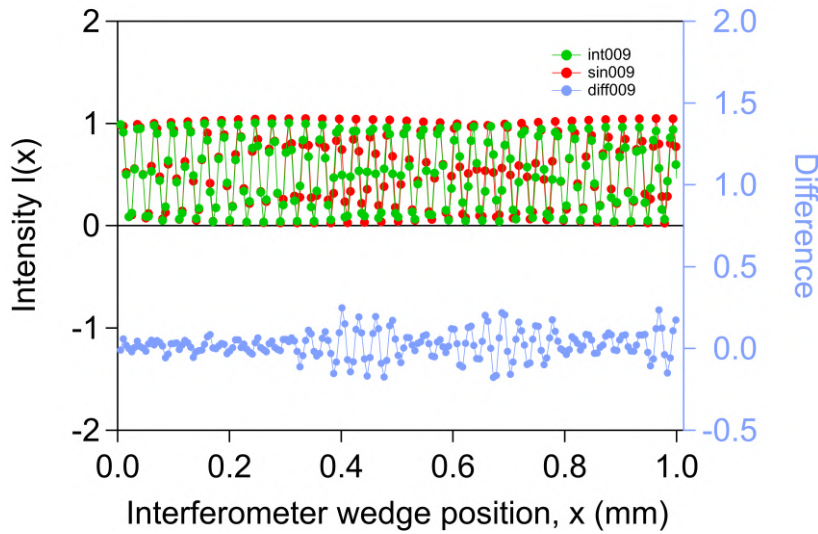 2
1
0
-1
-2
Intensity I(x)
int009
sin009
diff009
2.0
1.5
1.0
0.5
0.0
-0.5
Difference
0.0
0.2
0.4
0.6
0.8
1.0
Interferometer wedge position, x (mm)